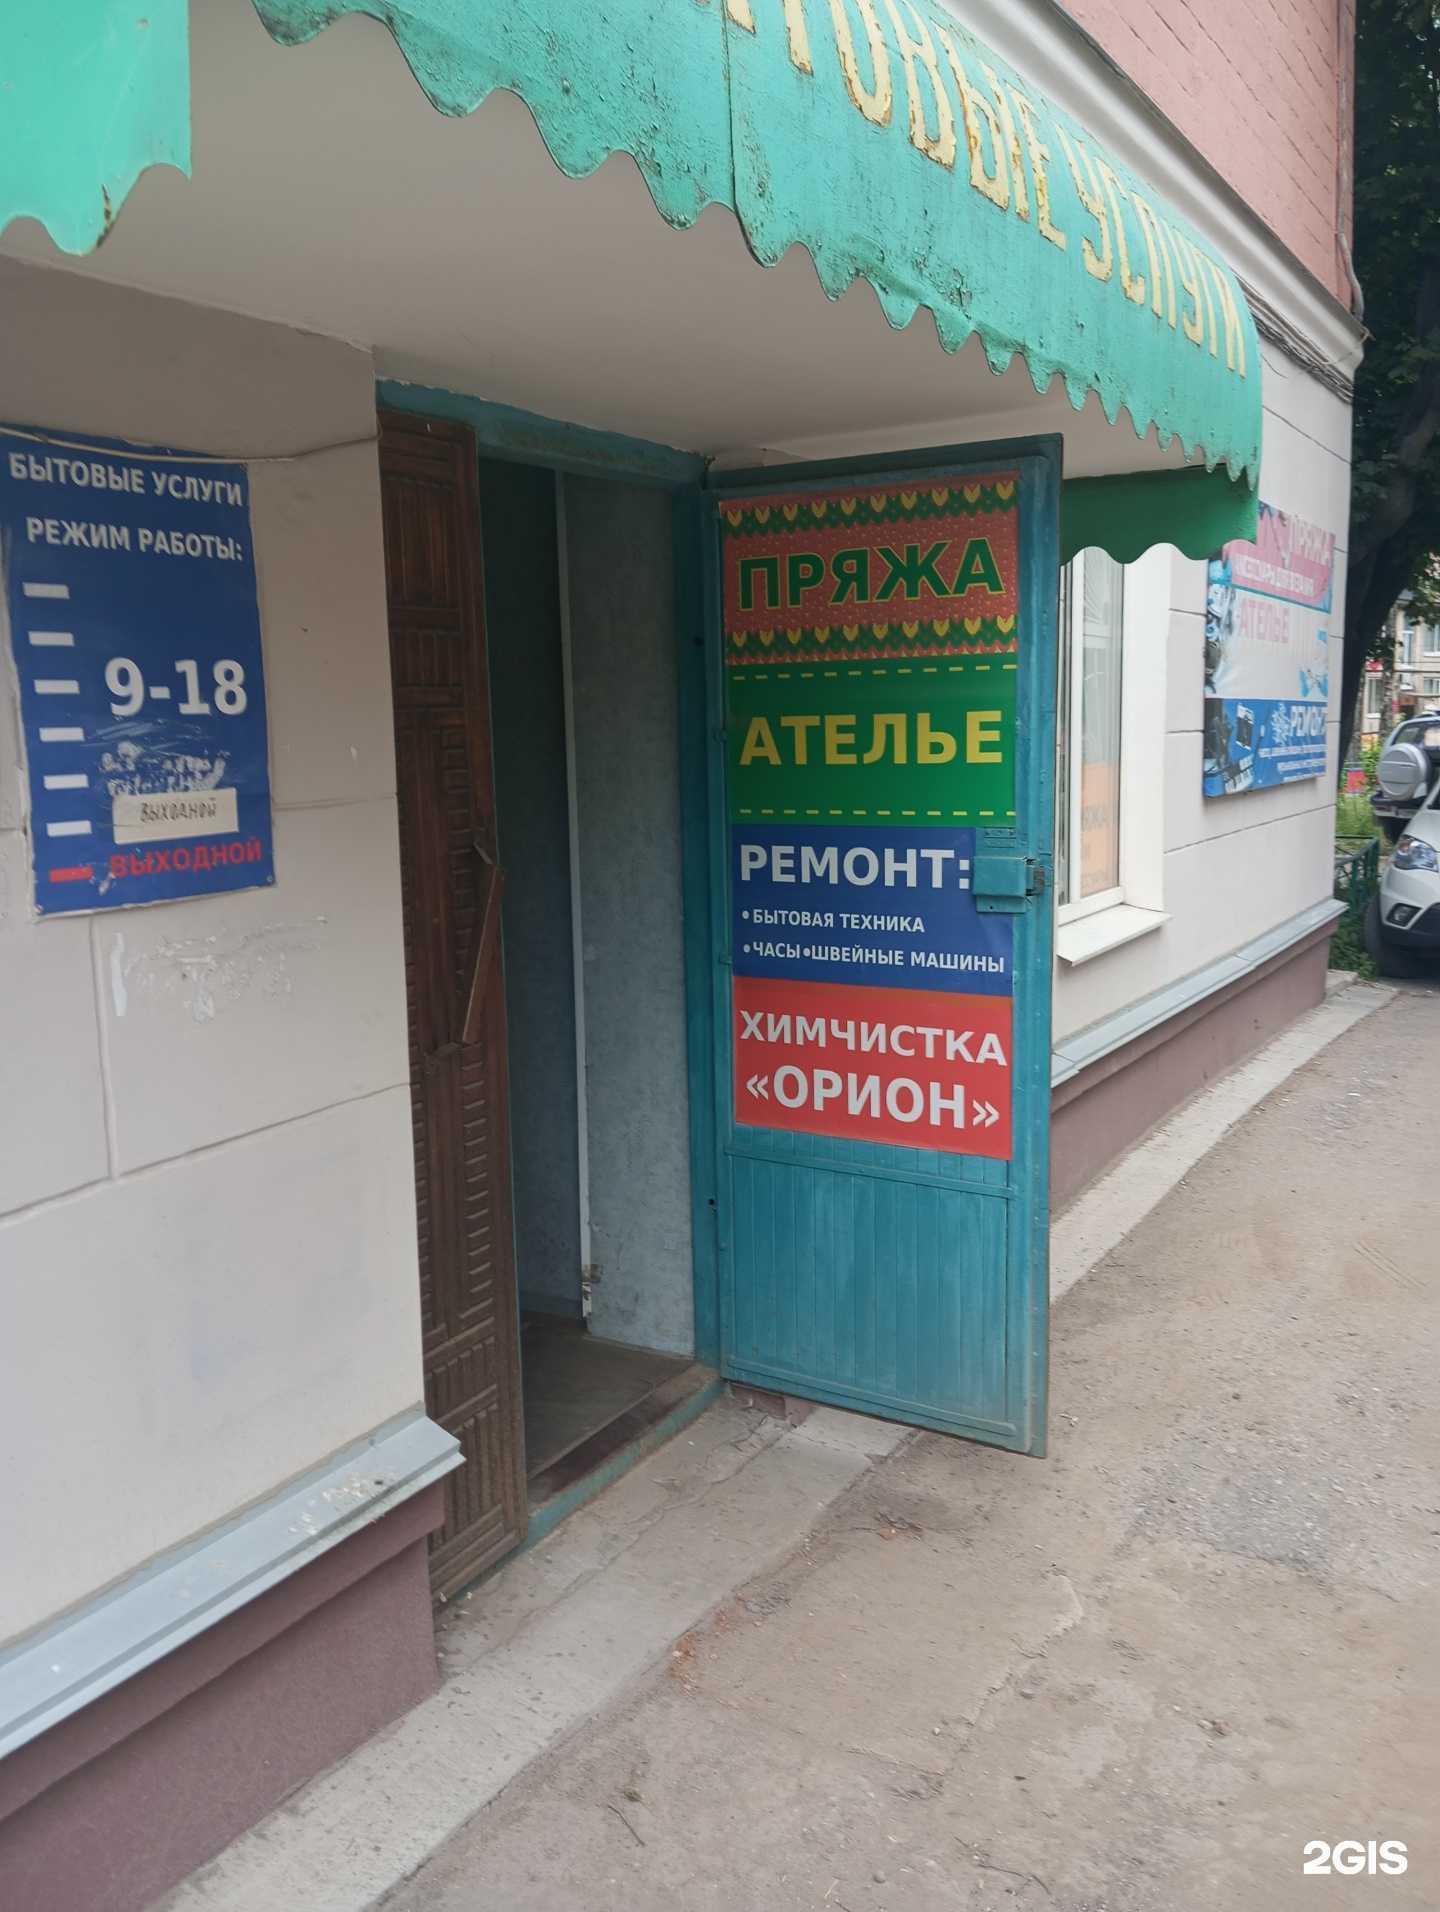 ТОВЫЕ УСЛУГИ
БЫТОВЫЕ УСЛУГИ
РЕЖИМ РАБОТЫ:
9-18
ВЫХОДНОЙ
ВЫХОДНОЙ
ПРЯЖА
АТЕЛЬЕ
РЕМОНТ:
•БЫТОВАЯ ТЕХНИКА
•ЧАСЫ•ШВЕЙНЫЕ МАШИНЫ
ХИМЧИСТКА
«ОРИОН»
ПРЯЖА
АТЕЛЬЕ
РЕМОНТ
2GIS